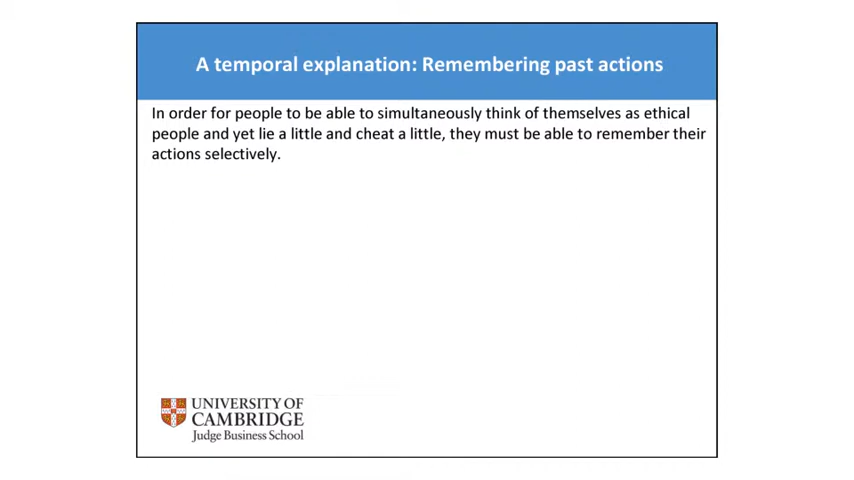 A temporal explanation: Remembering past actions
In order for people to be able to simultaneously think of themselves as ethical
people and yet lie a little and cheat a little, they must be able to remember their
actions selectively.
UNIVERSITY OF
CAMBRIDGE
Judge Business School